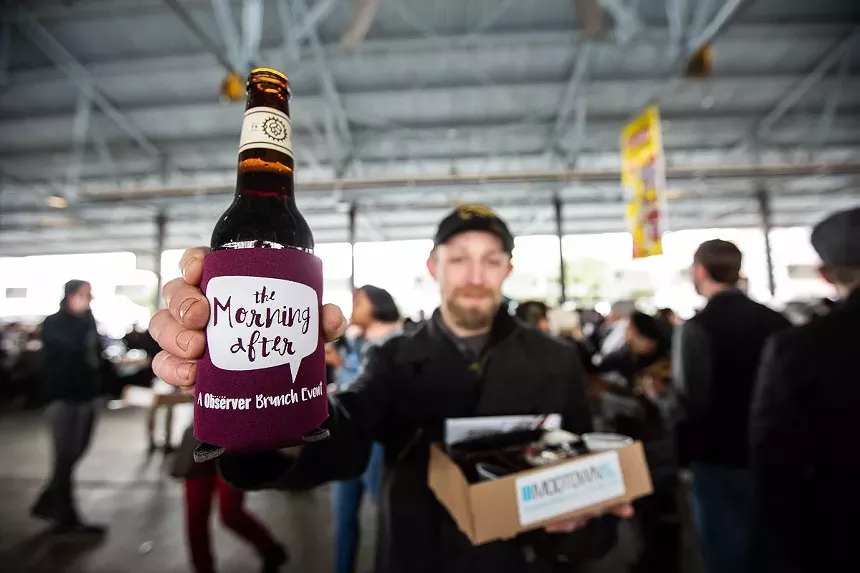 the
Morning
after
A Observer Brunch Event
MODTOWN